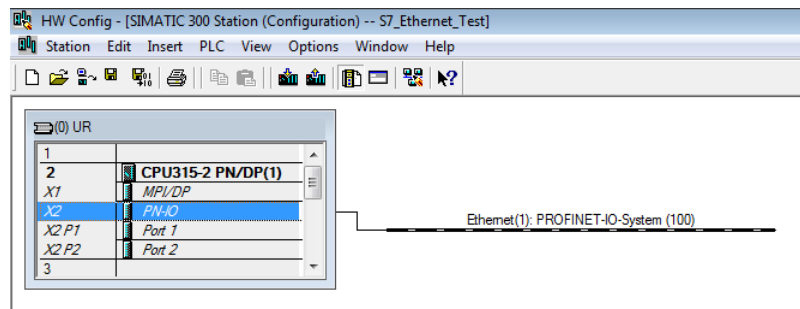 HW Config - [SIMATIC 300 Station (Configuration) -- S7_Ethernet_Test]
Station Edit Insert PLC View Options Window Help
(0) UR
1
2 CPU315-2 PN/DP(1)
X1 MPI/DP
X2 PN-IO
X2 P1 Port 1
X2 P2 Port 2
3
Ethernet(1): PROFINET-IO-System (100)